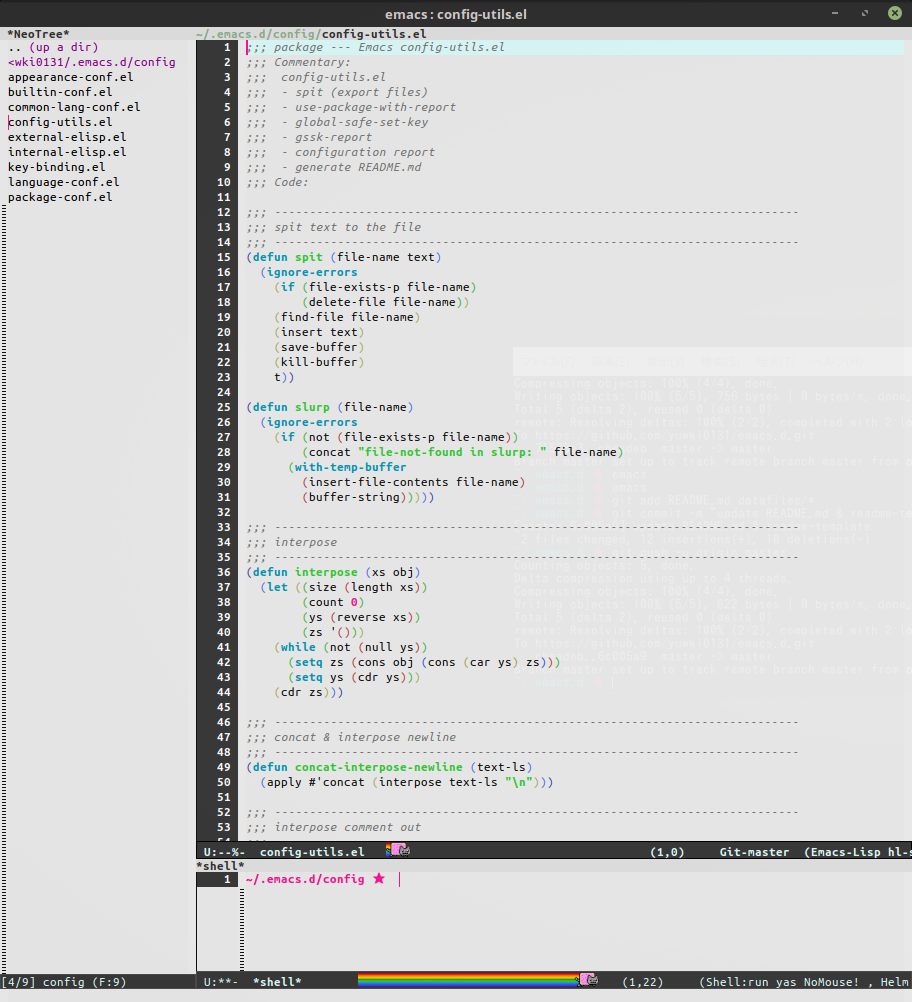 emacs : config-utils.el
*NeoTree*
.. (up a dir)
<wki0131/.emacs.d/config
appearance-conf.el
builtin-conf.el
common-lang-conf.el
config-utils.el
external-elisp.el
internal-elisp.el
key-binding.el
language-conf.el
package-conf.el
[4/9] config (F:9)
~/.emacs.d/config/config-utils.el
1 ;;; package --- Emacs config-utils.el
2 ;;; Commentary:
3 ;;;  config-utils.el
4 ;;;  - spit (export files)
5 ;;;  - use-package-with-report
6 ;;;  - global-safe-set-key
7 ;;;  - gssk-report
8 ;;;  - configuration report
9 ;;;  - generate README.md
10 ;;; Code:
11
12 ;;; ----------------------------------------------------------------------
13 ;;; spit text to the file
14 ;;; ----------------------------------------------------------------------
15 (defun spit (file-name text)
16   (ignore-errors
17     (if (file-exists-p file-name)
18         (delete-file file-name))
19     (find-file file-name)
20     (insert text)
21     (save-buffer)
22     (kill-buffer)
23     t))
24
25 (defun slurp (file-name)
26   (ignore-errors
27     (if (not (file-exists-p file-name))
28         (concat "file-not-found in slurp: " file-name)
29       (with-temp-buffer
30         (insert-file-contents file-name)
31         (buffer-string)))))
32
33 ;;; ----------------------------------------------------------------------
34 ;;; interpose
35 ;;; ----------------------------------------------------------------------
36 (defun interpose (xs obj)
37   (let ((size (length xs))
38         (count 0)
39         (ys (reverse xs))
40         (zs '()))
41     (while (not (null ys))
42       (setq zs (cons obj (cons (car ys) zs)))
43       (setq ys (cdr ys)))
44     (cdr zs)))
45
46 ;;; ----------------------------------------------------------------------
47 ;;; concat & interpose newline
48 ;;; ----------------------------------------------------------------------
49 (defun concat-interpose-newline (text-ls)
50   (apply #'concat (interpose text-ls "\n")))
51
52 ;;; ----------------------------------------------------------------------
53 ;;; interpose comment out
U:--%-  config-utils.el (1,0) Git-master (Emacs-Lisp hl-s
*shell*
1 ~/.emacs.d/config ★
U:**-  *shell* (1,22) (Shell:run yas NoMouse! , Helm